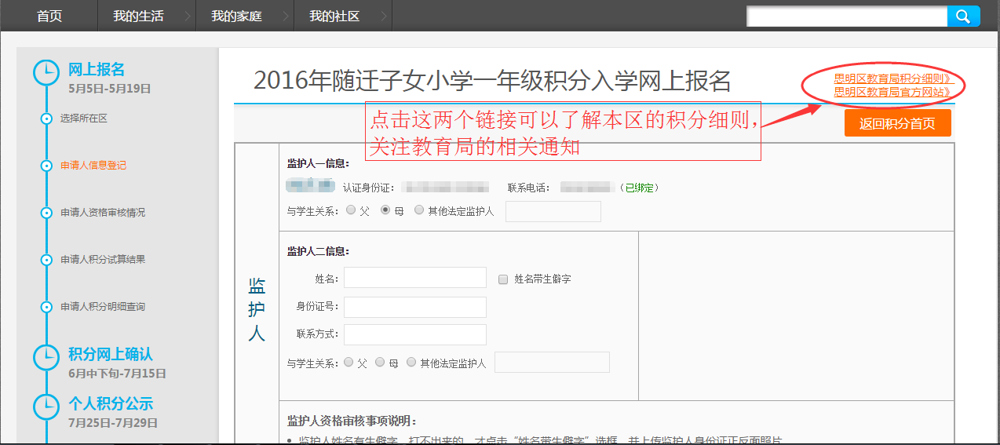 首页 我的生活 我的家庭 我的社区
网上报名
5月5日-5月19日
选择所在区
申请人信息登记
申请人资格审核情况
申请人积分试算结果
申请人积分明细查询
积分网上确认
6月中下旬-7月15日
个人积分公示
7月25日-7月29日
2016年随迁子女小学一年级积分入学网上报名
思明区教育局积分细则》
思明区教育局官方网站》
点击这两个链接可以了解本区的积分细则，
关注教育局的相关通知
返回积分首页
监护人
监护人一信息：
认证身份证： 联系电话： （已绑定）
与学生关系： 父 母 其他法定监护人
监护人二信息：
姓名： 姓名带生僻字
身份证号：
联系方式：
与学生关系： 父 母 其他法定监护人
监护人资格审核事项说明：
监护人姓名有生僻字，打不出来的，才点击“姓名带生僻字”选框，并上传监护人身份证正反面照片